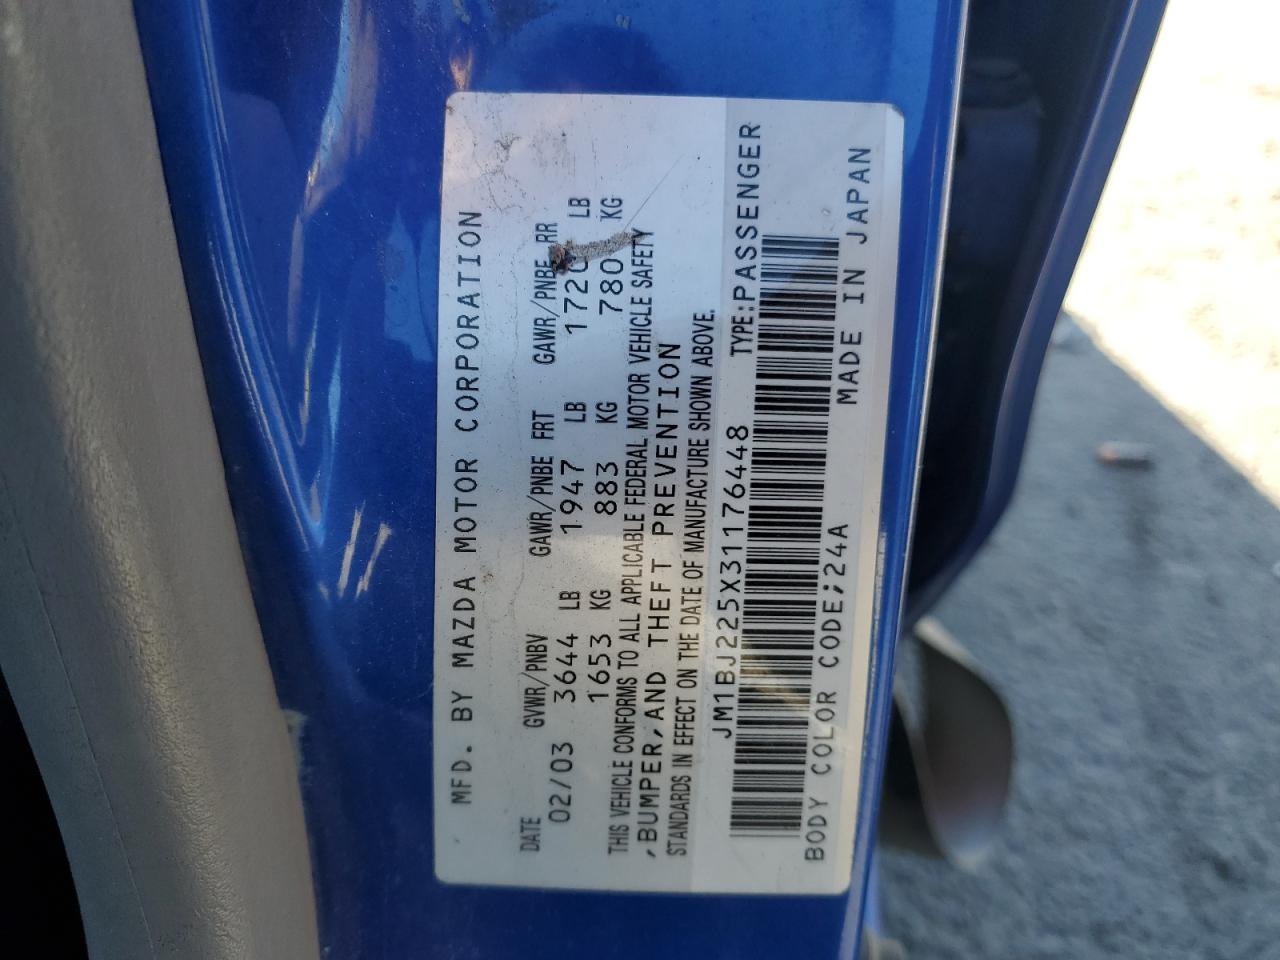 MFD. BY MAZDA MOTOR CORPORATION
DATE GVWR/PNBV GAWR/PNBE FRT GAWR/PNBE RR
02/03 3644 LB 1947 LB 1720 LB
1653 KG 883 KG 780 KG
THIS VEHICLE CONFORMS TO ALL APPLICABLE FEDERAL MOTOR VEHICLE SAFETY
,BUMPER,AND THEFT PREVENTION
STANDARDS IN EFFECT ON THE DATE OF MANUFACTURE SHOWN ABOVE.
JM1BJ225X31176448 TYPE:PASSENGER
BODY COLOR CODE;24A MADE IN JAPAN